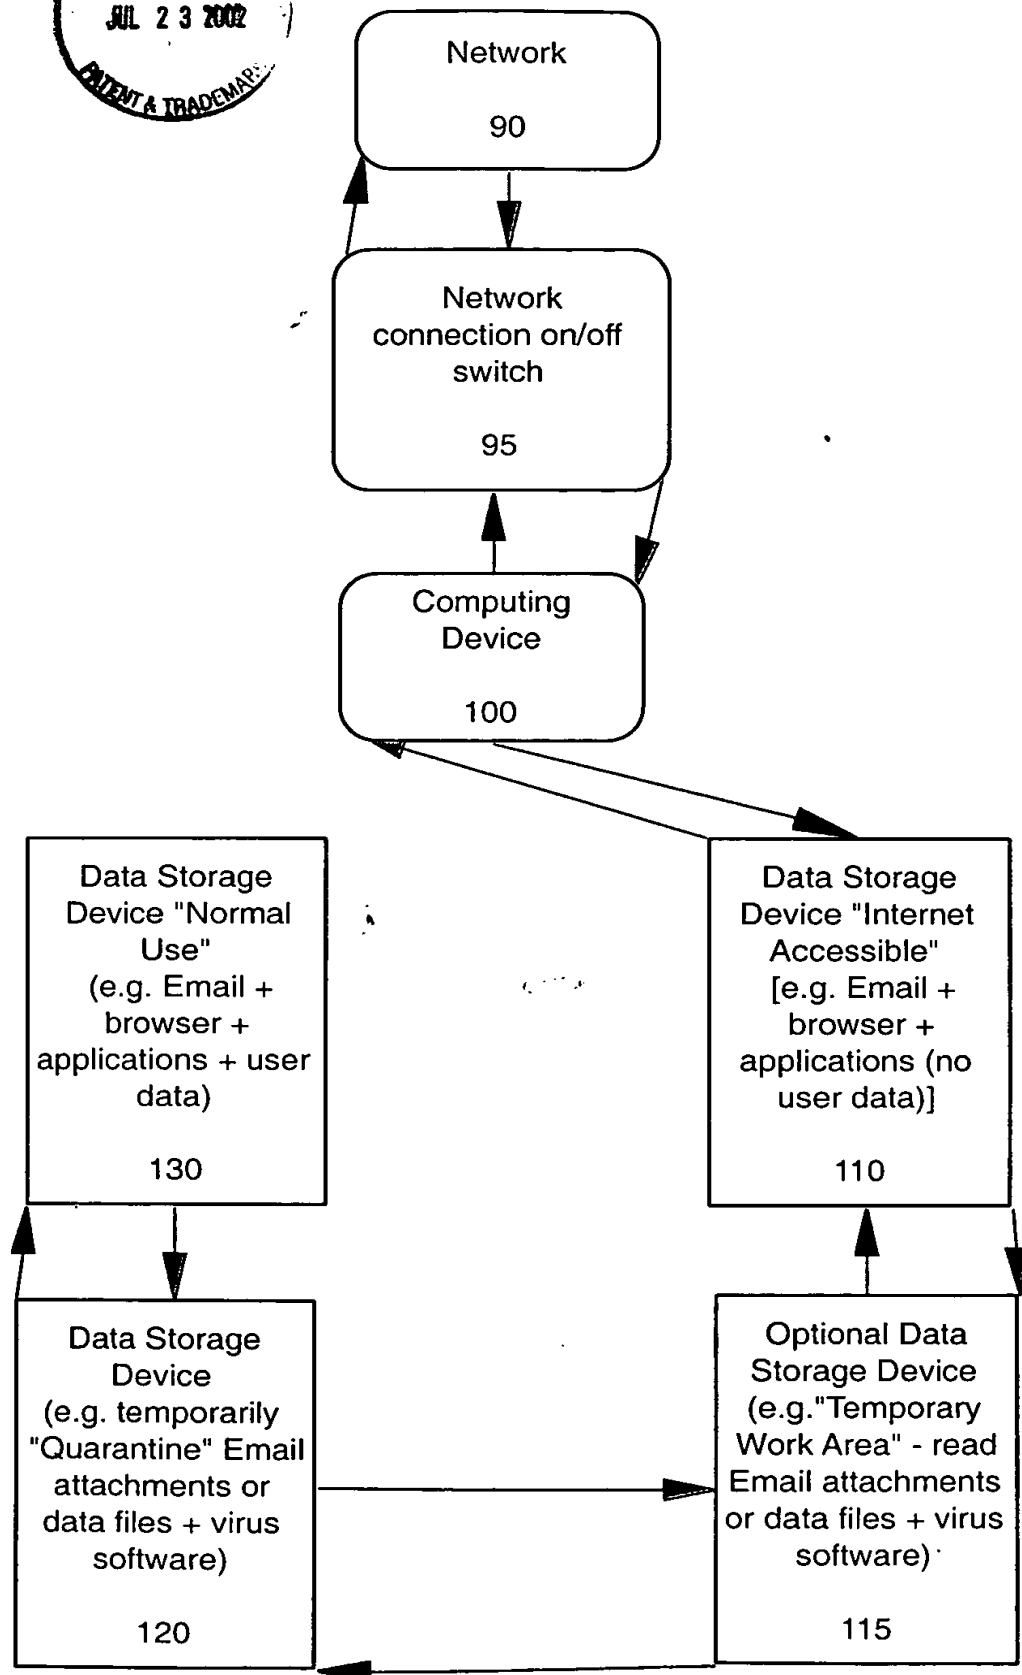 JUL 2 3 2002
PATENT & TRADEMARK
Network
90
Network
connection on/off
switch
95
Computing
Device
100
Data Storage
Device "Normal
Use"
(e.g. Email +
browser +
applications + user
data)
130
Data Storage
Device "Internet
Accessible"
[e.g. Email +
browser +
applications (no
user data)]
110
Data Storage
Device
(e.g. temporarily
"Quarantine" Email
attachments or
data files + virus
software)
120
Optional Data
Storage Device
(e.g."Temporary
Work Area" - read
Email attachments
or data files + virus
software)
115